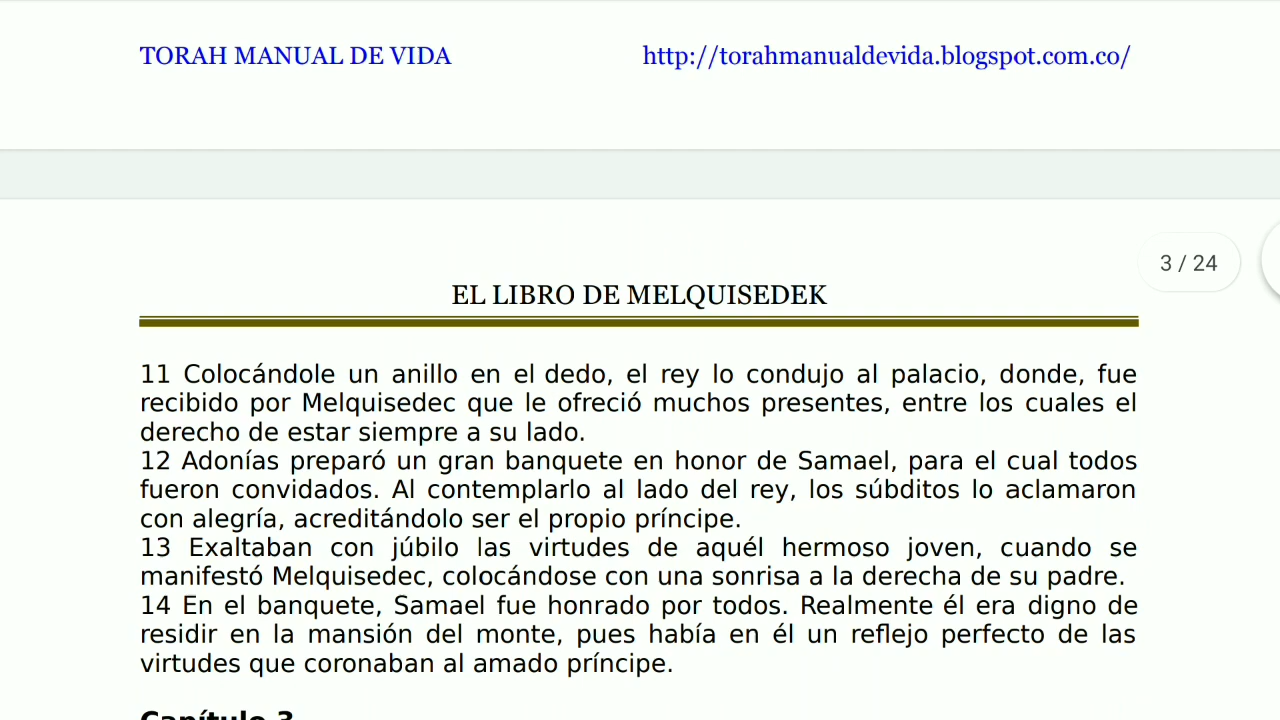 TORAH MANUAL DE VIDA http://torahmanualdevida.blogspot.com.co/
3 / 24
EL LIBRO DE MELQUISEDEK
11 Colocándole un anillo en el dedo, el rey lo condujo al palacio, donde, fue
recibido por Melquisedec que le ofreció muchos presentes, entre los cuales el
derecho de estar siempre a su lado.
12 Adonías preparó un gran banquete en honor de Samael, para el cual todos
fueron convidados. Al contemplarlo al lado del rey, los súbditos lo aclamaron
con alegría, acreditándolo ser el propio príncipe.
13 Exaltaban con júbilo las virtudes de aquél hermoso joven, cuando se
manifestó Melquisedec, colocándose con una sonrisa a la derecha de su padre.
14 En el banquete, Samael fue honrado por todos. Realmente él era digno de
residir en la mansión del monte, pues había en él un reflejo perfecto de las
virtudes que coronaban al amado príncipe.
Capítulo 3